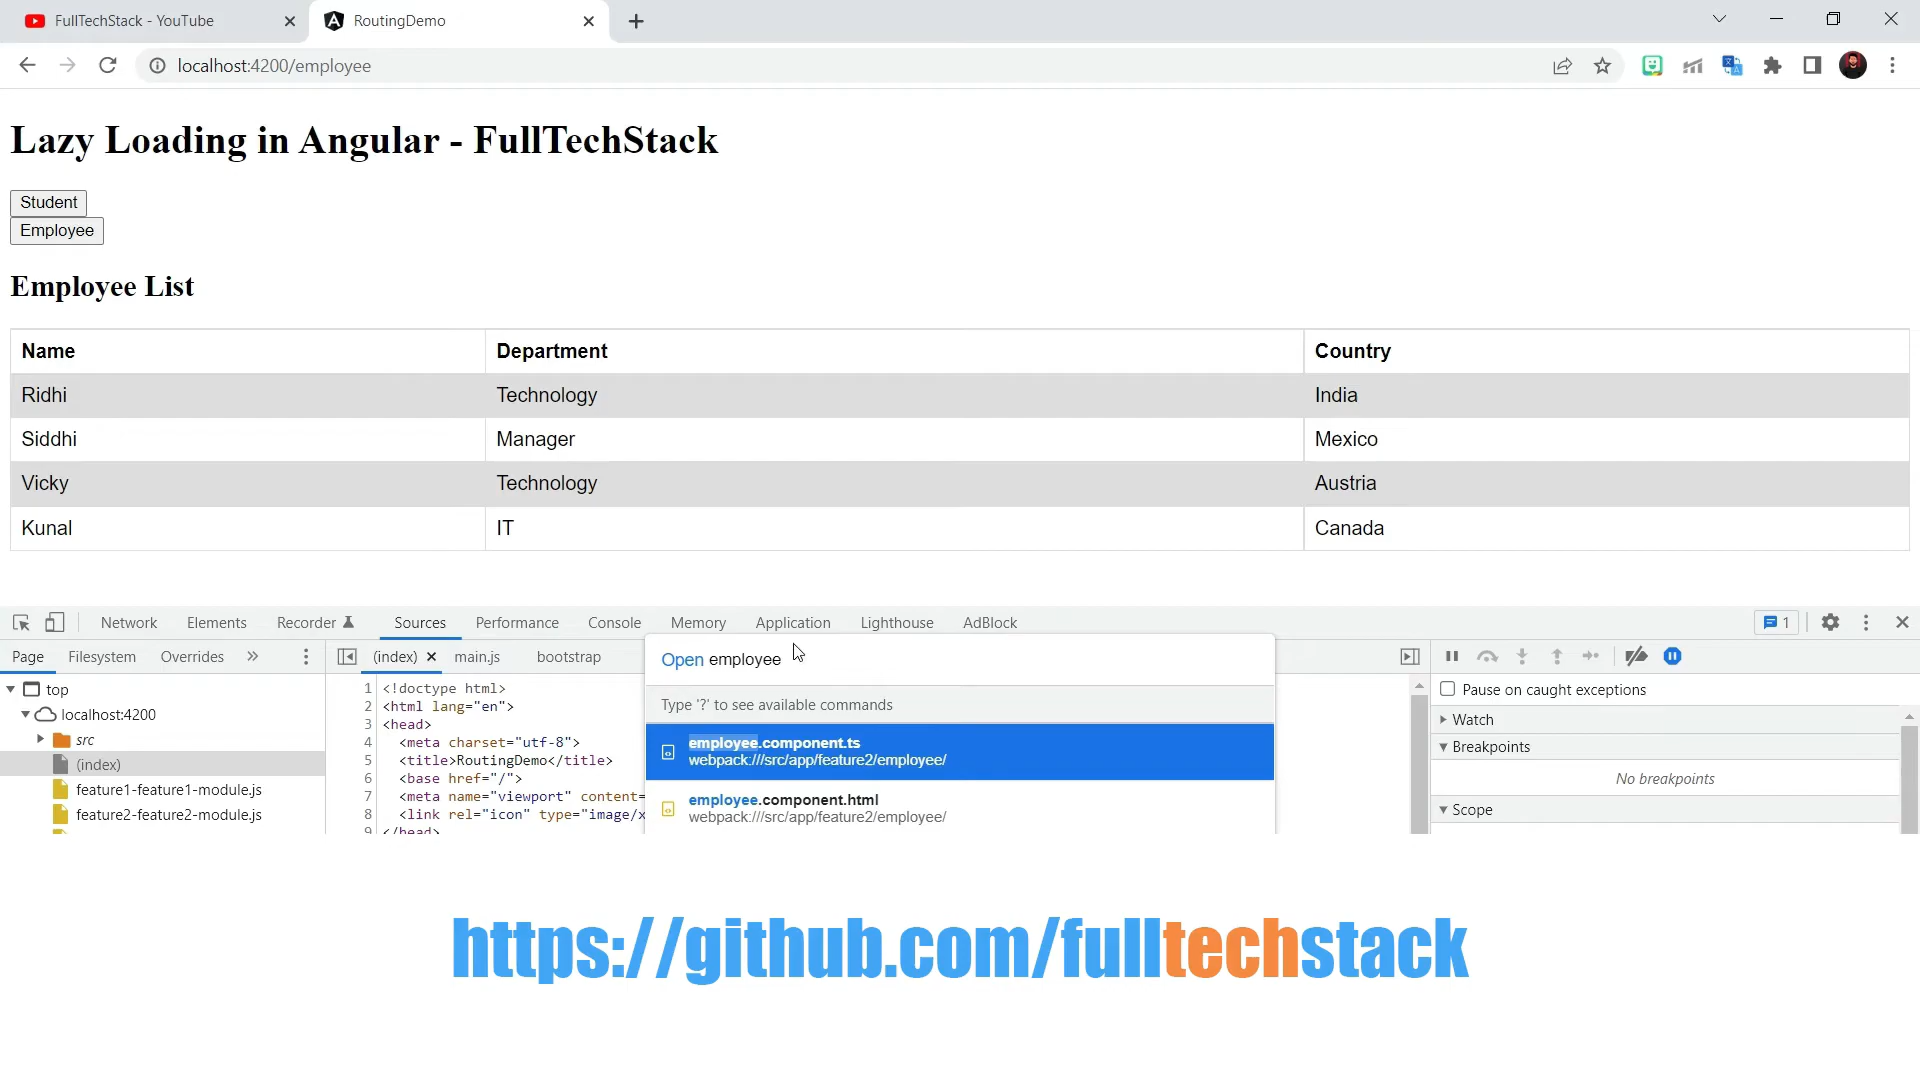 FullTechStack - YouTube
RoutingDemo
localhost:4200/employee
Lazy Loading in Angular - FullTechStack
Student
Employee
Employee List
Name Department Country
Ridhi Technology India
Siddhi Manager Mexico
Vicky Technology Austria
Kunal IT Canada
Network Elements Recorder Sources Performance Console Memory Application Lighthouse AdBlock 1
Page Filesystem Overrides » (index) main.js bootstrap
Open employee
Type '?' to see available commands
employee.component.ts
webpack:///src/app/feature2/employee/
employee.component.html
webpack:///src/app/feature2/employee/
top
localhost:4200
src
(index)
feature1-feature1-module.js
feature2-feature2-module.js
1 <!doctype html>
2 <html lang="en">
3 <head>
4 <meta charset="utf-8">
5 <title>RoutingDemo</title>
6 <base href="/">
7 <meta name="viewport" content=
8 <link rel="icon" type="image/x
9 </head>
Pause on caught exceptions
Watch
Breakpoints
No breakpoints
Scope
https://github.com/fulltechstack